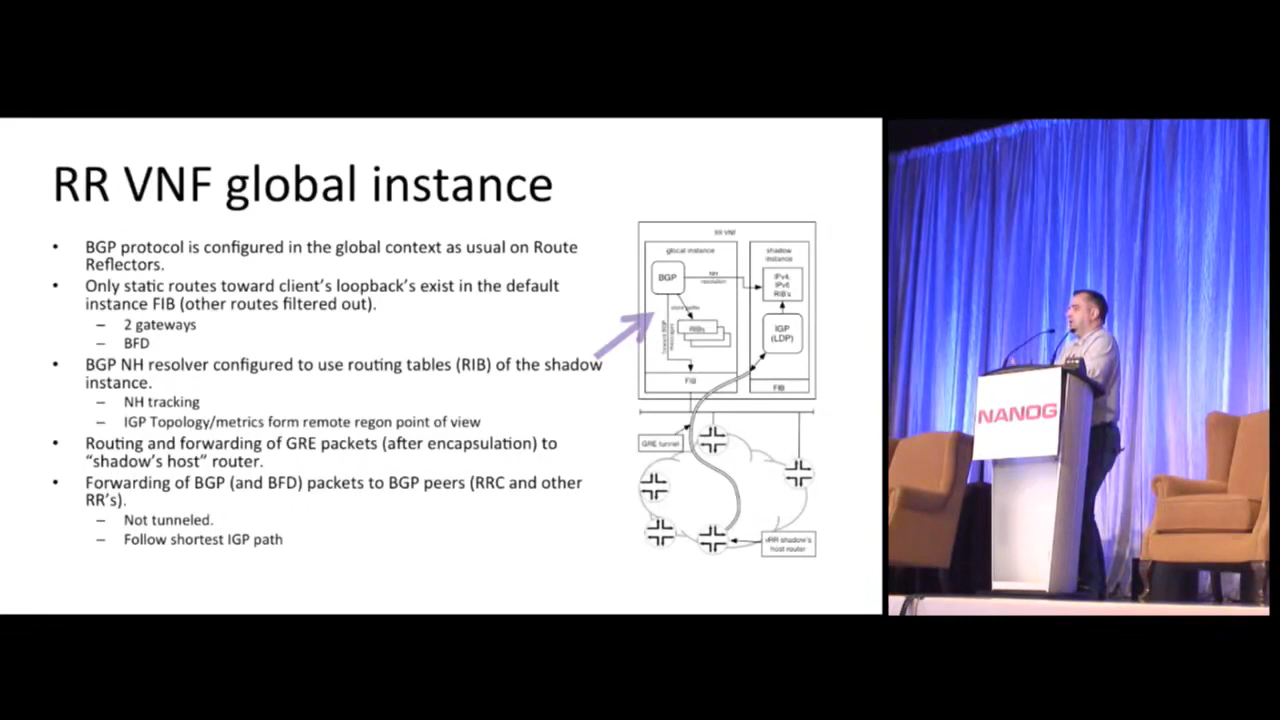 RR VNF global instance
• BGP protocol is configured in the global context as usual on Route
Reflectors.
• Only static routes toward client's loopback's exist in the default
instance FIB (other routes filtered out).
– 2 gateways
– BFD
• BGP NH resolver configured to use routing tables (RIB) of the shadow
instance.
– NH tracking
– IGP Topology/metrics form remote regon point of view
• Routing and forwarding of GRE packets (after encapsulation) to
“shadow's host” router.
• Forwarding of BGP (and BFD) packets to BGP peers (RRC and other
RR's).
– Not tunneled.
– Follow shortest IGP path
RR VNF
global instance
shadow
instance
BGP
NH
resolution
IPv4,
IPv6
RIB's
RIBs
IGP
(LDP)
FIB
FIB
GRE tunnel
vRR shadow's
host router
NANOG